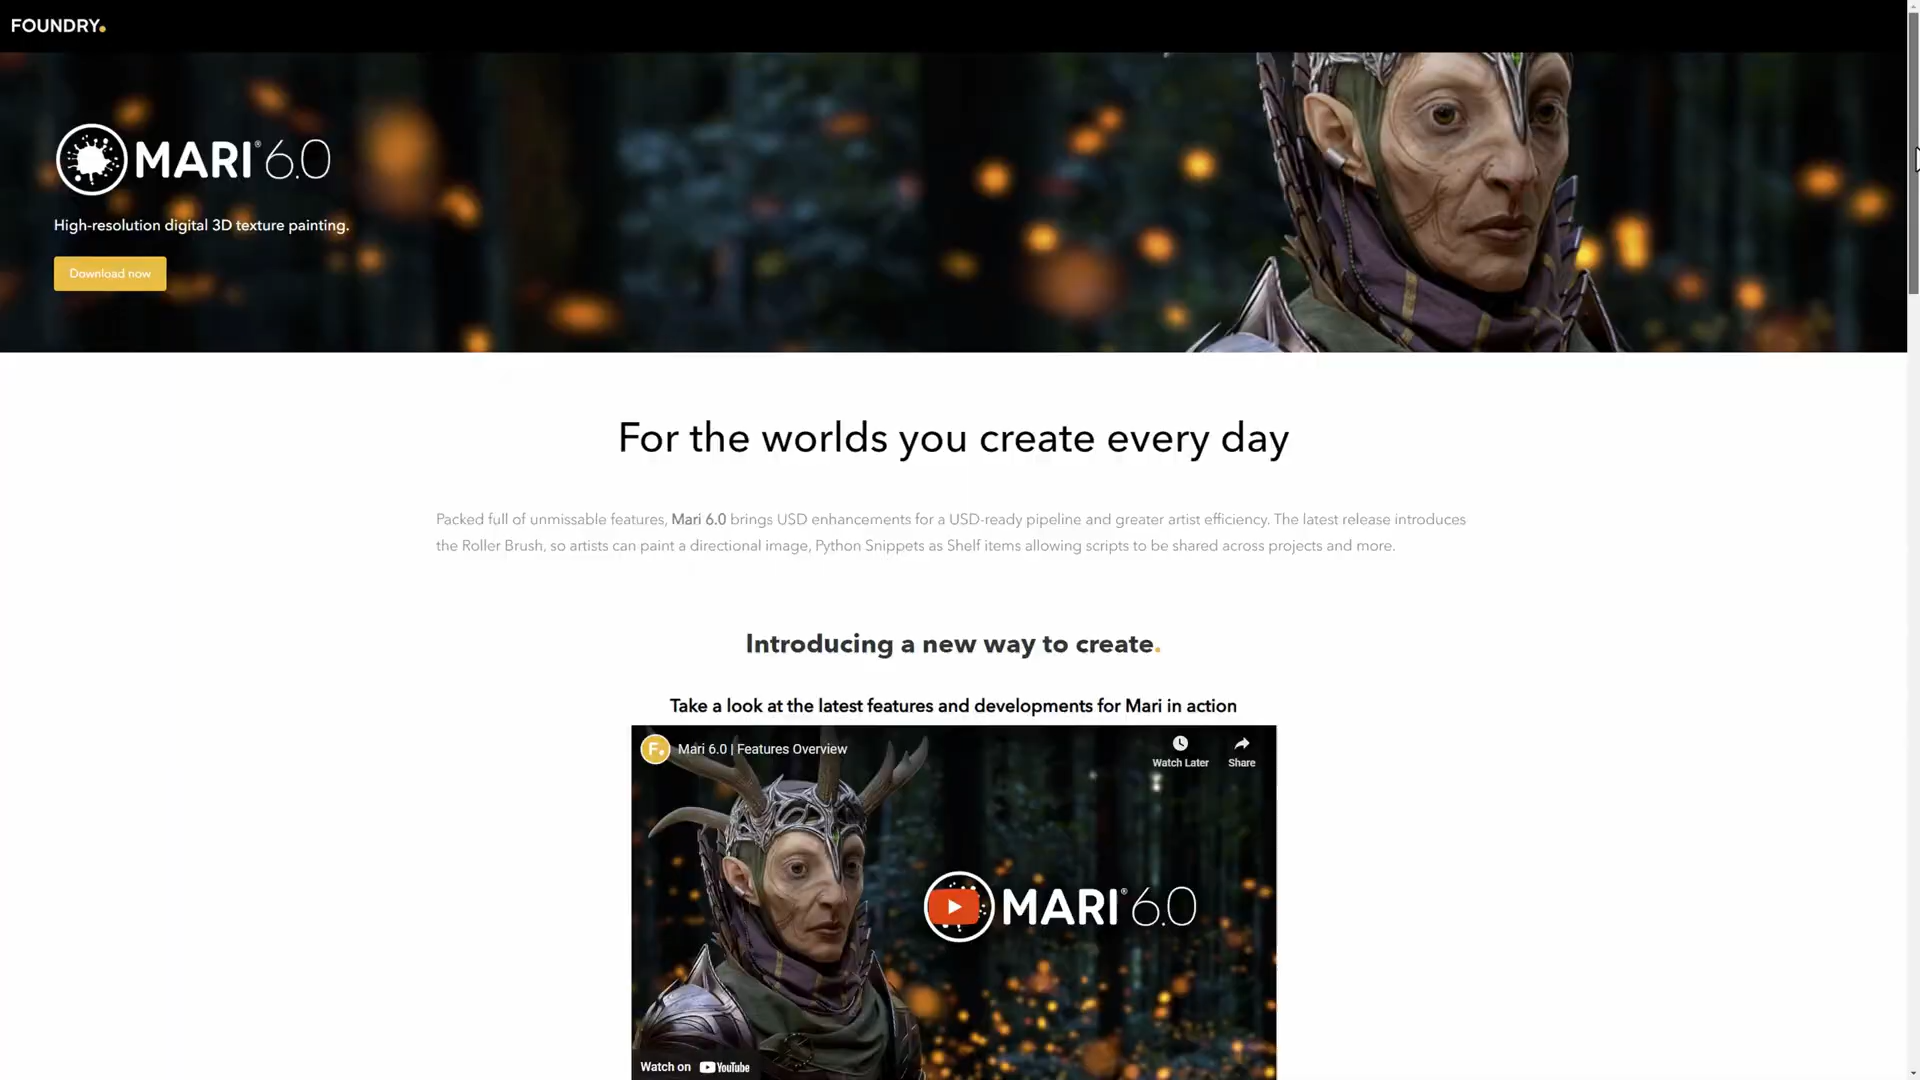 FOUNDRY.
MARI® 6.0
High-resolution digital 3D texture painting.
Download now
For the worlds you create every day
Packed full of unmissable features, Mari 6.0 brings USD enhancements for a USD-ready pipeline and greater artist efficiency. The latest release introduces
the Roller Brush, so artists can paint a directional image, Python Snippets as Shelf items allowing scripts to be shared across projects and more.
Introducing a new way to create.
Take a look at the latest features and developments for Mari in action
F. Mari 6.0 | Features Overview
Watch Later Share
MARI® 6.0
Watch on YouTube